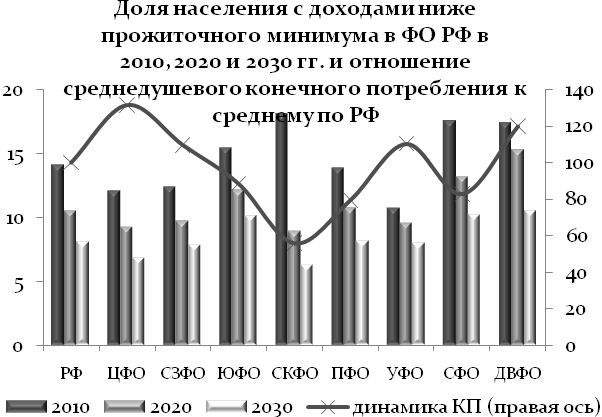 Доля населения с доходами ниже
прожиточного минимума в ФО РФ в
2010, 2020 и 2030 гг. и отношение
среднедушевого конечного потребления к
среднему по РФ
20
15
10
5
0
140
120
100
80
60
40
20
0
РФ ЦФО СЗФО ЮФО СКФО ПФО УФО СФО ДВФО
2010 2020 2030 динамика КП (правая ось)